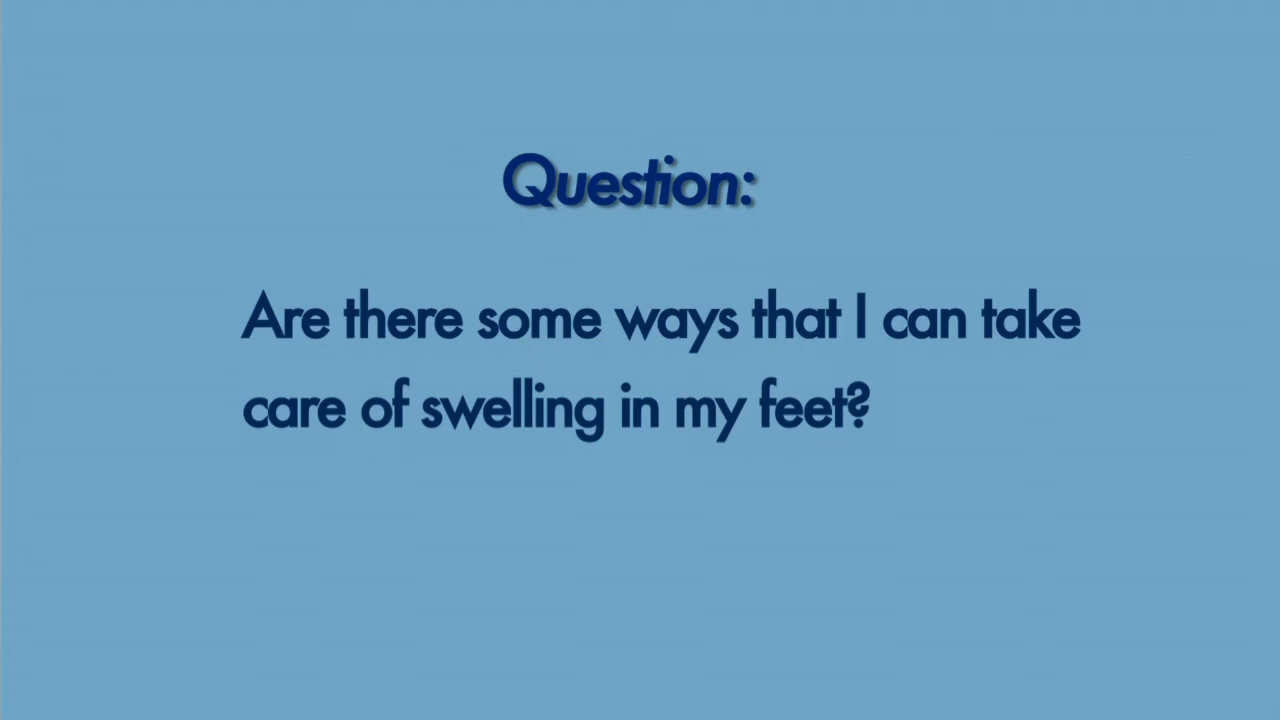 Question:
Are there some ways that I can take
care of swelling in my feet?